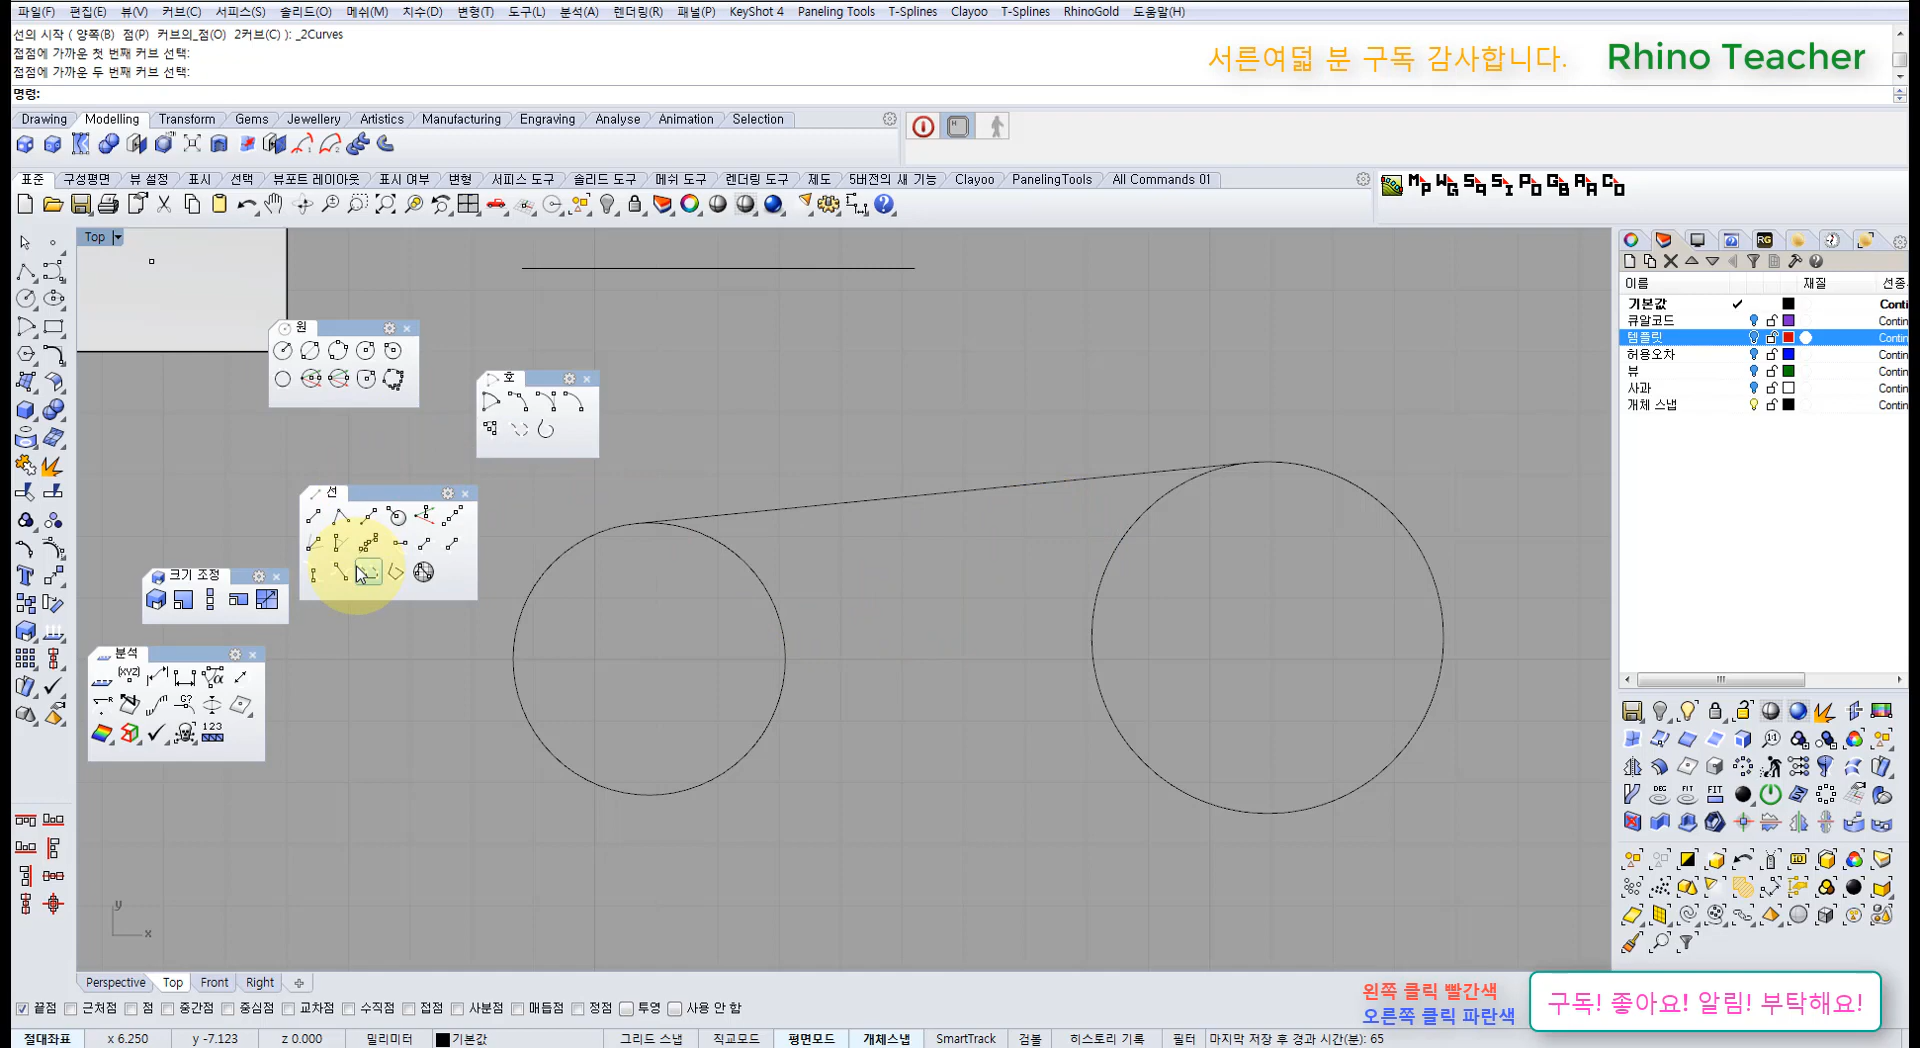 파일(F) 편집(E) 뷰(V) 커브(C) 서피스(S) 솔리드(O) 메쉬(M) 치수(D) 변형(T) 도구(L) 분석(A) 렌더링(R) 패널(P) KeyShot 4 Paneling Tools T-Splines Clayoo T-Splines RhinoGold 도움말(H)
선의 시작 ( 양쪽(B) 점(P) 커브의_점(O) 2커브(C) ): _2Curves
접점에 가까운 첫 번째 커브 선택:
접점에 가까운 두 번째 커브 선택:
명령:
서른여덟 분 구독 감사합니다.
Rhino Teacher
Drawing Modelling Transform Gems Jewellery Artistics Manufacturing Engraving Analyse Animation Selection
표준 구성평면 뷰 설정 표시 선택 뷰포트 레이아웃 표시 여부 변형 서피스 도구 솔리드 도구 메쉬 도구 렌더링 도구 제도 5버전의 새 기능 Clayoo PanelingTools All Commands 01
Top
원
호
선
크기 조정
분석
이름 재질 선종
기본값 Conti
큐알코드 Contin
템플릿 Contin
허용오차 Contin
뷰 Contin
사과 Contin
개체 스냅 Contin
y
x
Perspective Top Front Right
끝점 근처점 점 중간점 중심점 교차점 수직점 접점 사분점 매듭점 정점 투영 사용 안 함
왼쪽 클릭 빨간색
오른쪽 클릭 파란색
구독! 좋아요! 알림! 부탁해요!
절대좌표 x 6.250 y -7.123 z 0.000 밀리미터 기본값 그리드 스냅 직교모드 평면모드 개체스냅 SmartTrack 검볼 히스토리 기록 필터 마지막 저장 후 경과 시간(분): 65